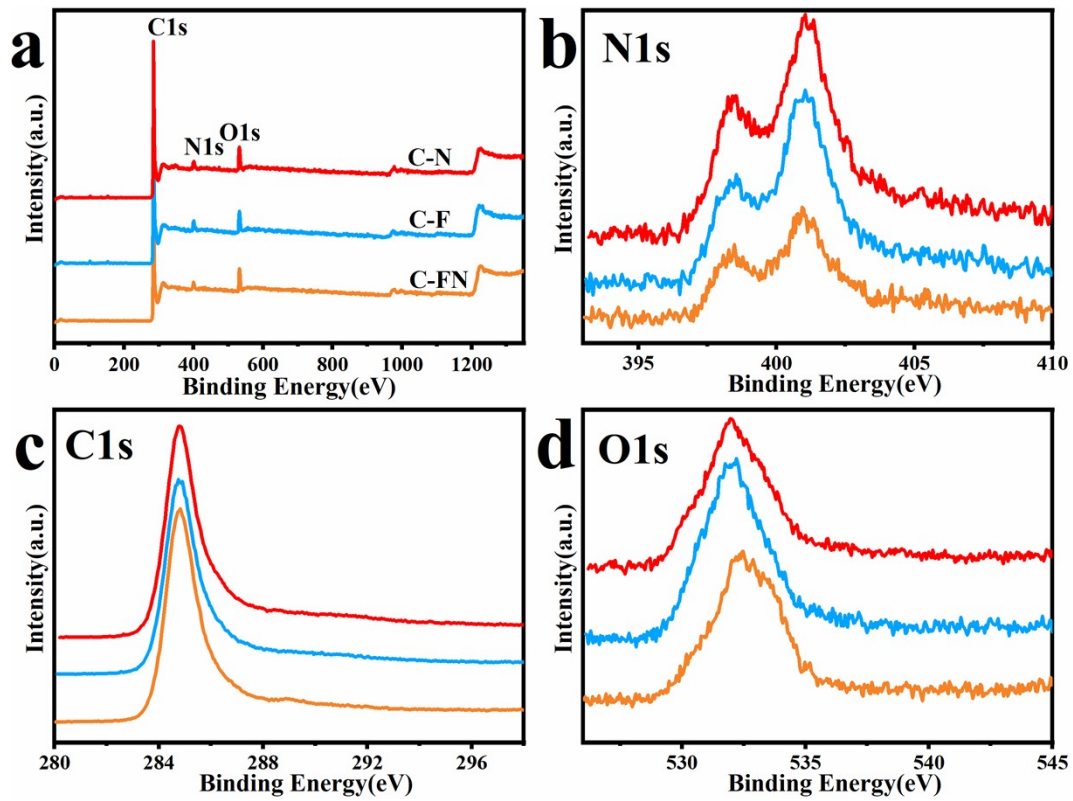 a
C1s
N1s
O1s
C-N
C-F
C-FN
Intensity(a.u.)
0 200 400 600 800 1000 1200
Binding Energy(eV)
b
N1s
Intensity(a.u.)
395 400 405 410
Binding Energy(eV)
c
C1s
Intensity(a.u.)
280 284 288 292 296
Binding Energy(eV)
d
O1s
Intensity(a.u.)
530 535 540 545
Binding Energy(eV)